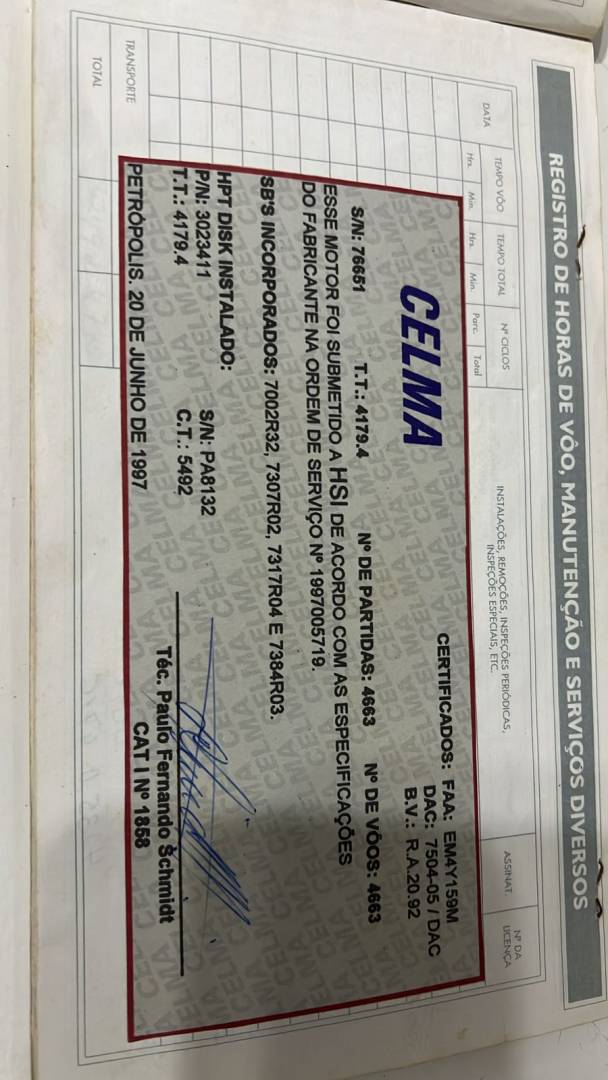 REGISTRO DE HORAS DE VÔO, MANUTENÇÃO E SERVIÇOS DIVERSOS
DATA
TEMPO VÔO
TEMPO TOTAL
Nº CICLOS
INSTALAÇÕES, REMOÇÕES, INSPEÇÕES PERIÓDICAS,
INSPEÇÕES ESPECIAIS, ETC.
ASSINAT.
Nº DA
LICENÇA
Hrs. Min. Hrs. Min. Parc. Total
CELMA
CERTIFICADOS: FAA: EM4Y159M
DAC: 7504-05 / DAC
B.V.: R.A.20.92
S/N: 76651 T.T.: 4179.4 Nº DE PARTIDAS: 4663 Nº DE VÔOS: 4663
ESSE MOTOR FOI SUBMETIDO A HSI DE ACORDO COM AS ESPECIFICAÇÕES
DO FABRICANTE NA ORDEM DE SERVIÇO Nº 1997005719.
SB'S INCORPORADOS: 7002R32, 7307R02, 7317R04 E 7384R03.
HPT DISK INSTALADO:
P/N: 3023411 S/N: PA8132
T.T.: 4179.4 C.T.: 5492
PETRÓPOLIS. 20 DE JUNHO DE 1997
Téc. Paulo Fernando Schmidt
CAT I Nº 1858
TRANSPORTE
TOTAL